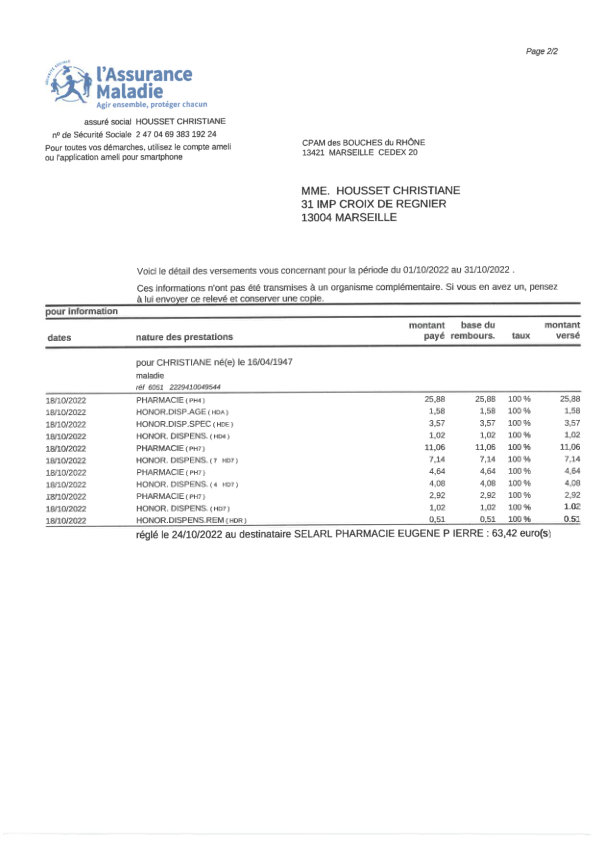 Page 2/2
SÉCURITÉ SOCIALE
l'Assurance
Maladie
Agir ensemble, protéger chacun
assuré social HOUSSET CHRISTIANE
nº de Sécurité Sociale 2 47 04 69 383 192 24
Pour toutes vos démarches, utilisez le compte ameli
ou l'application ameli pour smartphone
CPAM des BOUCHES du RHÔNE
13421 MARSEILLE CEDEX 20
MME. HOUSSET CHRISTIANE
31 IMP CROIX DE REGNIER
13004 MARSEILLE
Voici le détail des versements vous concernant pour la période du 01/10/2022 au 31/10/2022 .
Ces informations n'ont pas été transmises à un organisme complémentaire. Si vous en avez un, pensez
à lui envoyer ce relevé et conserver une copie.
pour information
dates nature des prestations montant payé base du rembours. taux montant versé
pour CHRISTIANE né(e) le 16/04/1947
maladie
réf 6051 2229410049544
18/10/2022 PHARMACIE ( PH4 ) 25,88 25,88 100 % 25,88
18/10/2022 HONOR.DISP.AGE ( HDA ) 1,58 1,58 100 % 1,58
18/10/2022 HONOR.DISP.SPEC ( HDE ) 3,57 3,57 100 % 3,57
18/10/2022 HONOR. DISPENS. ( HD4 ) 1,02 1,02 100 % 1,02
18/10/2022 PHARMACIE ( PH7 ) 11,06 11,06 100 % 11,06
18/10/2022 HONOR. DISPENS. ( 7 HD7 ) 7,14 7,14 100 % 7,14
18/10/2022 PHARMACIE ( PH7 ) 4,64 4,64 100 % 4,64
18/10/2022 HONOR. DISPENS. ( 4 HD7 ) 4,08 4,08 100 % 4,08
18/10/2022 PHARMACIE ( PH7 ) 2,92 2,92 100 % 2,92
18/10/2022 HONOR. DISPENS. ( HD7 ) 1,02 1,02 100 % 1.02
18/10/2022 HONOR.DISPENS.REM ( HDR ) 0,51 0,51 100 % 0.51
réglé le 24/10/2022 au destinataire SELARL PHARMACIE EUGENE P IERRE : 63,42 euro(s)